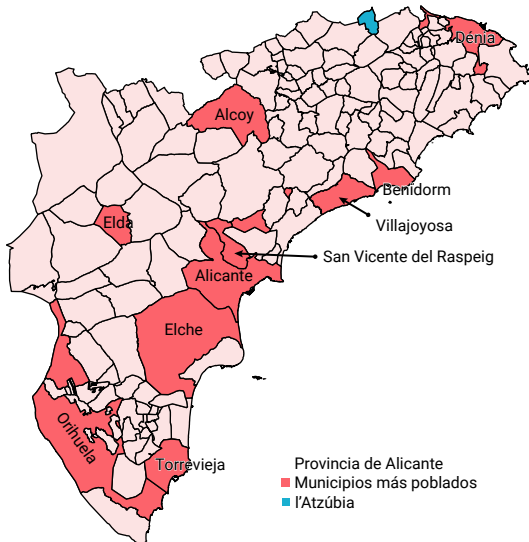 Dénia
Alcoy
Benidorm
Elda
Villajoyosa
San Vicente del Raspeig
Alicante
Elche
Orihuela
Torrevieja
Provincia de Alicante
Municipios más poblados
l'Atzúbia